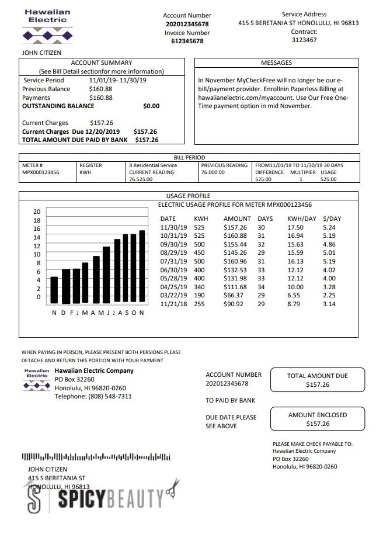 Hawaiian
Electric
Account Number
202012345678
Invoice Number
612345678
Service Address
415 S BERETANIA ST HONOLULU, HI 96813
Contract:
3123467
JOHN CITIZEN
ACCOUNT SUMMARY
(See Bill Detail sectionfor more information)
Service Period 11/01/19- 11/30/19
Previous Balance $160.88
Payments $160.88
OUTSTANDING BALANCE $0.00
Current Charges $157.26
Current Charges Due 12/20/2019 $157.26
TOTAL AMOUNT DUE PAID BY BANK $157.26
MESSAGES
In November MyCheckFree will no longer be our e-
bill/payment provider. Enrollnin Paperless Billing at
hawaiielectric.com/myaccount. Use Our Free One-
Time payment option in mid November.
BILL PERIOD
METER # REGISTER R Residential Service PREVIOUS READING FROM11/01/19 TO 11/30/19 30 DAYS
MPX000123456 KWH CURRENT READING 76.000.00 DIFFERENCE MULTIPLIER USAGE
76.525.00 525.00 1 525.00
USAGE PROFILE
ELECTRIC USAGE PROFILE FOR METER MPX000123456
20
18
16
14
12
10
8
6
4
2
0
N D J F M A M J J A S O N
DATE KWH AMOUNT DAYS KWH/DAY $/DAY
11/30/19 525 $157.26 30 17.50 5.24
10/31/19 525 $160.88 31 16.94 5.19
09/30/19 500 $155.44 32 15.63 4.86
08/29/19 450 $145.26 29 15.59 5.01
07/31/19 500 $160.96 31 16.13 5.19
06/30/19 400 $132.53 33 12.12 4.02
05/28/19 400 $131.98 33 12.12 4.00
04/25/19 340 $111.68 34 10.00 3.28
03/22/19 190 $66.37 29 6.55 2.25
11/21/18 255 $90.92 29 8.79 3.14
WHEN PAYING IN PERSON, PLEASE PRESENT BOTH PERSIONS PLEASE
DETACHE AND RETURN THIS PORTION WITH YOUR PAYMENT
Hawaiian
Electric
Hawaiian Electric Company
PO Box 32260
Honolulu, HI 96820-0260
Telephone: (808) 548-7311
ACCOUNT NUMBER
202012345678
TO PAID BY BANK
DUE DATE PLEASE
SEE ABOVE
TOTAL AMOUNT DUE
$157.26
AMOUNT ENCLOSED
$157.26
PLEASE MAKE CHECK PAYABLE TO:
Hawaiian Electric Company
PO Box 32260
Honolulu, HI 96820-0260
JOHN CITIZEN
415 S BERETANIA ST
HONOLULU, HI 96813
SPICYBEAUTY